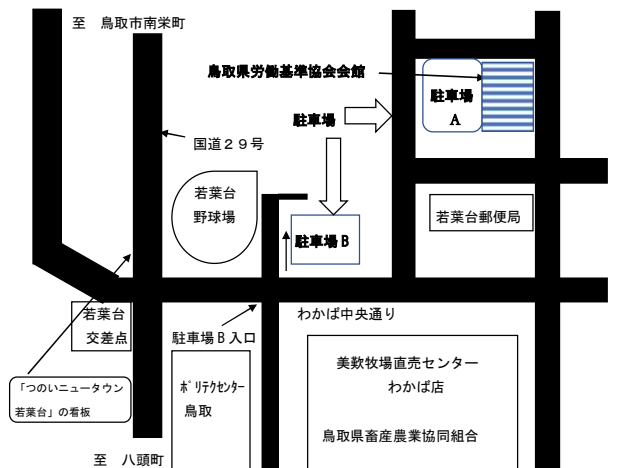 至　鳥取市南栄町
鳥取県労働基準協会会館
駐車場
A
駐車場
国道２９号
若葉台
野球場
若葉台郵便局
駐車場 B
若葉台
交差点
駐車場 B 入口
わかば中央通り
「つのいニュータウン
若葉台」の看板
ﾎﾟﾘﾃｸｾﾝﾀｰ
鳥取
美歎牧場直売センター
わかば店
鳥取県畜産農業協同組合
至　八頭町